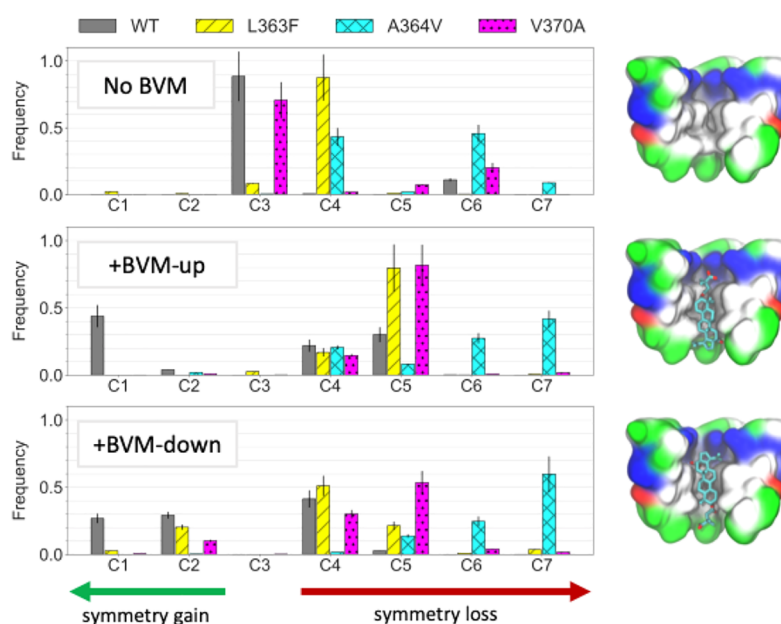 WT L363F A364V V370A
No BVM
Frequency
1.0
0.5
0.0
C1 C2 C3 C4 C5 C6 C7
+BVM-up
Frequency
1.0
0.5
0.0
C1 C2 C3 C4 C5 C6 C7
+BVM-down
Frequency
1.0
0.5
0.0
C1 C2 C3 C4 C5 C6 C7
symmetry gain symmetry loss